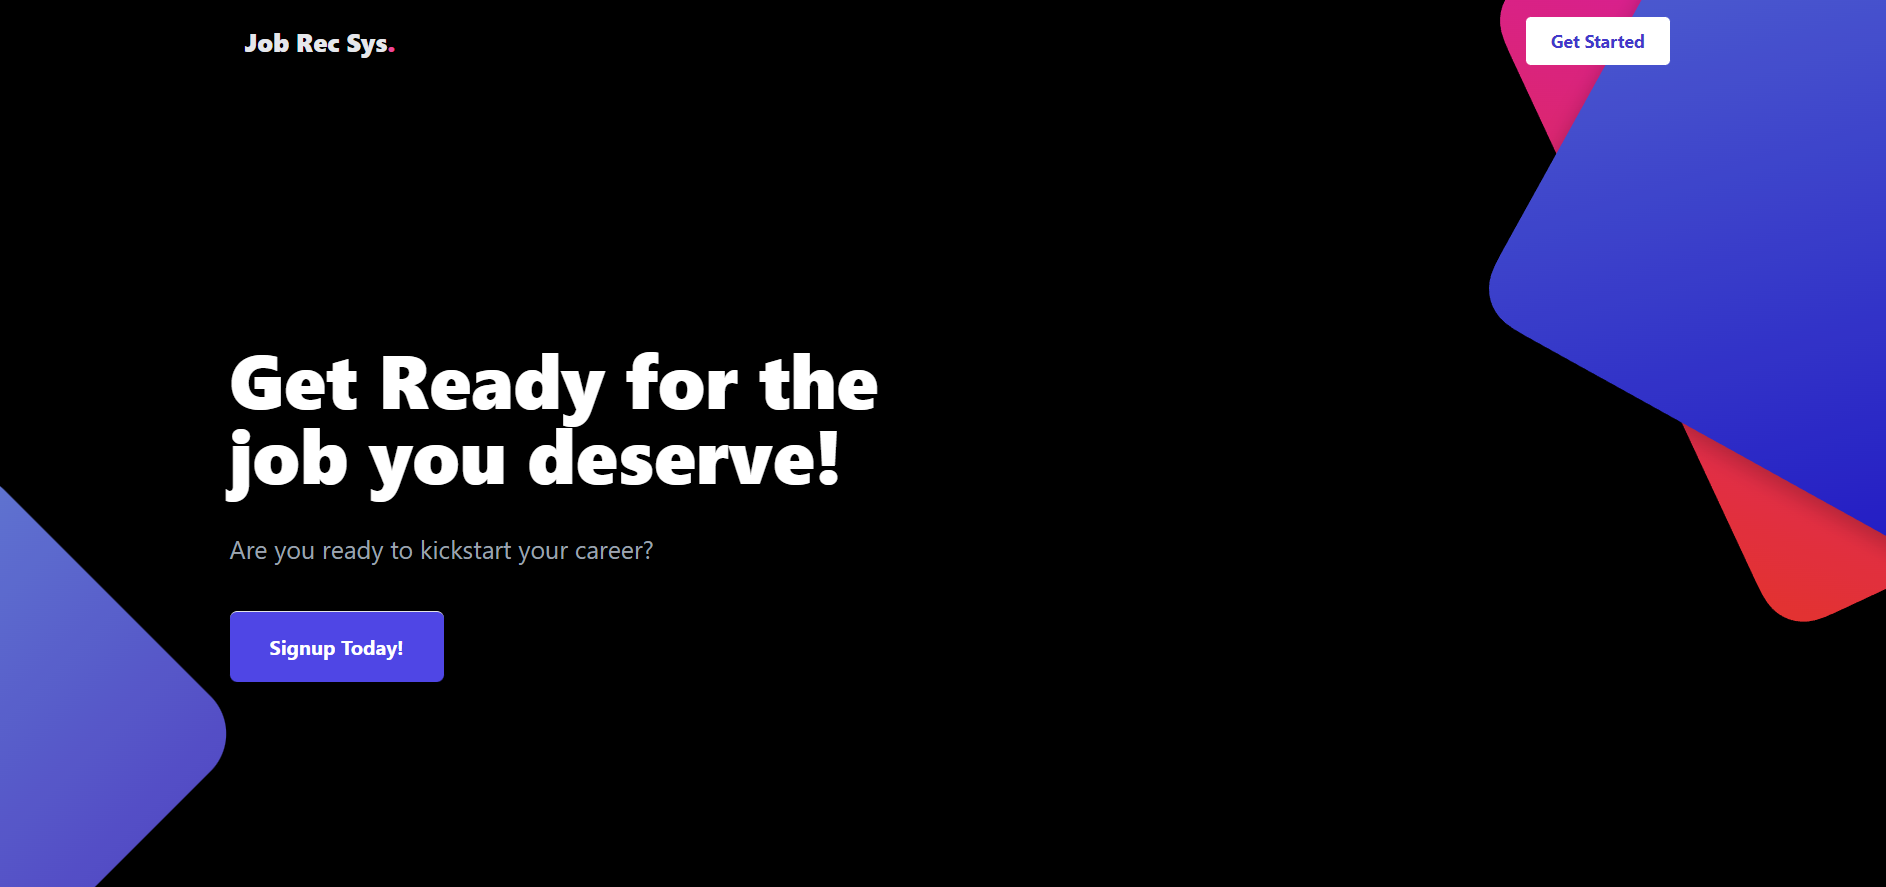 Job Rec Sys.
Get Started
Get Ready for the
job you deserve!
Are you ready to kickstart your career?
Signup Today!